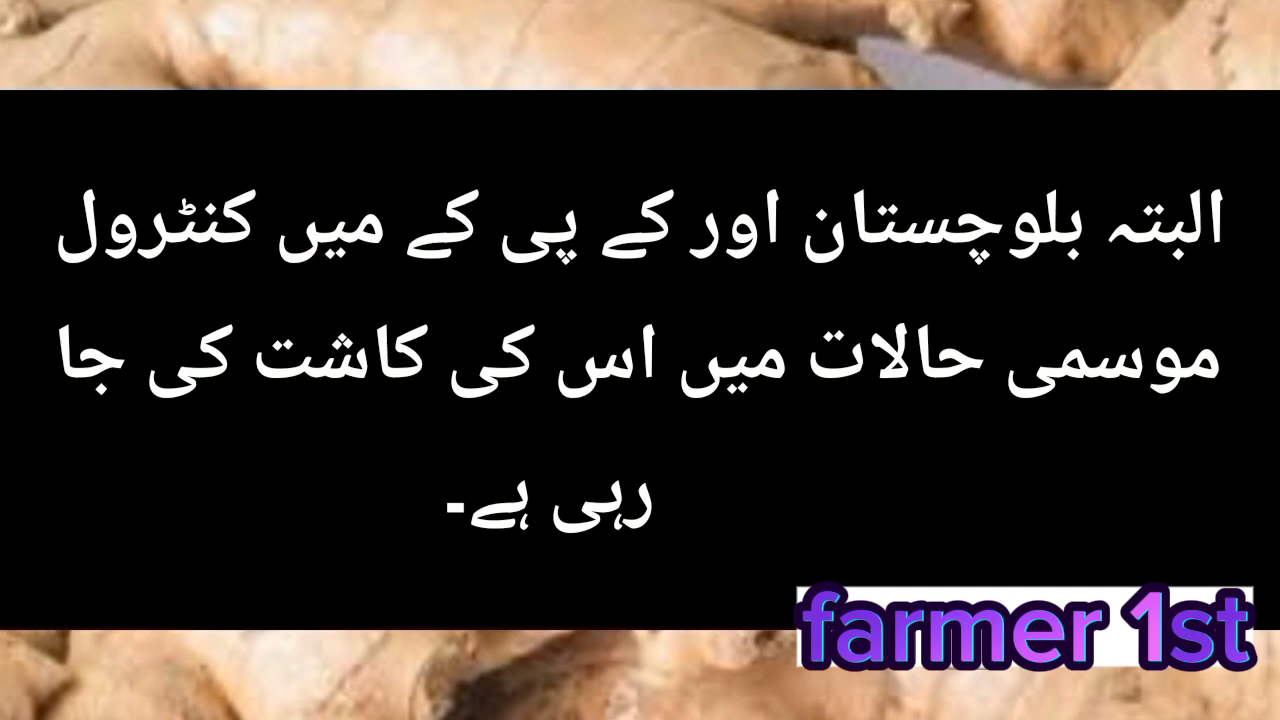 البتہ بلوچستان اور کے پی کے میں کنٹرول
موسمی حالات میں اس کی کاشت کی جا
رہی ہے۔
farmer 1st